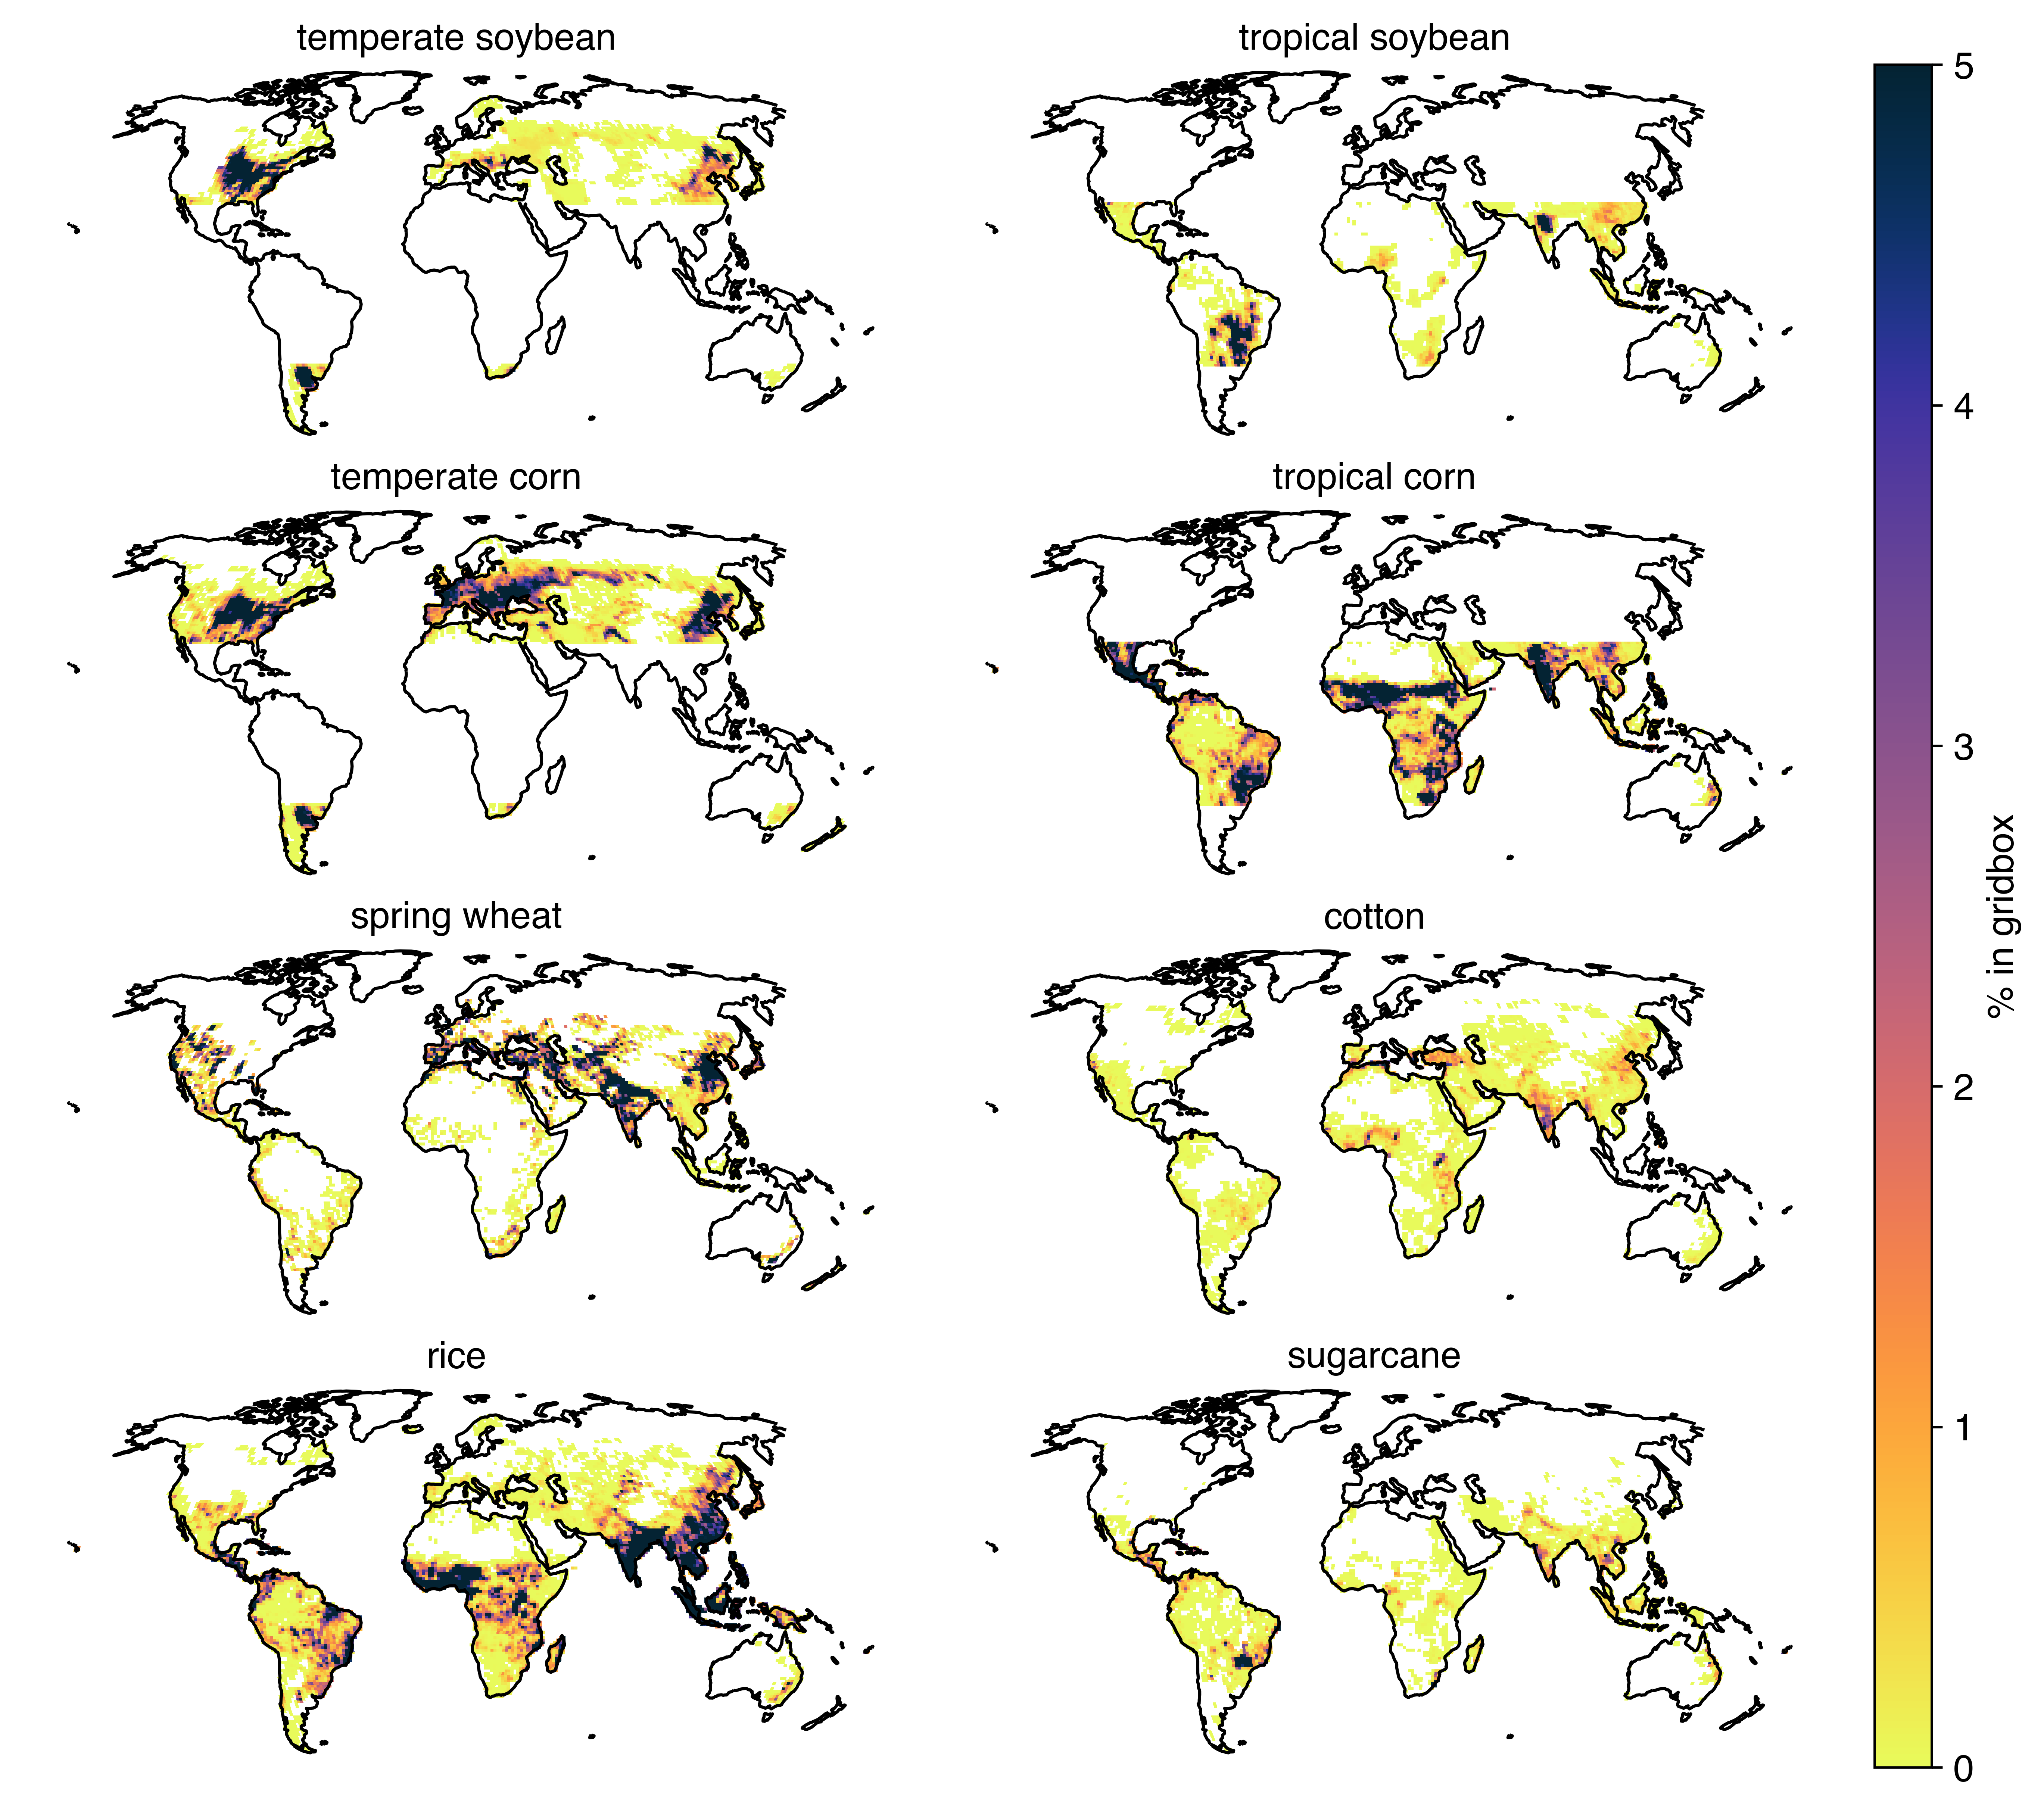 temperate soybean
tropical soybean
temperate corn
tropical corn
spring wheat
cotton
rice
sugarcane
5
4
3
2
1
0
% in gridbox